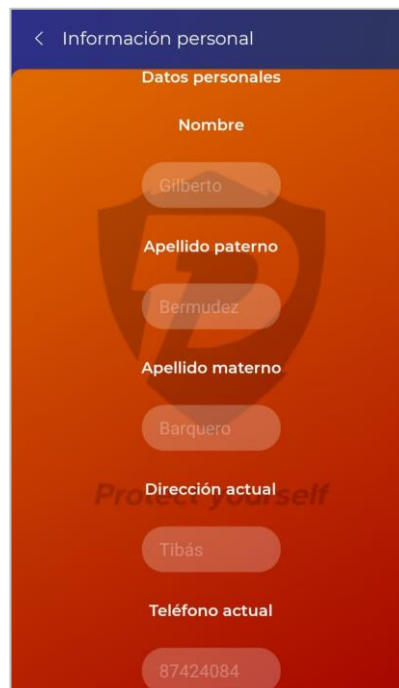 Información personal
Datos personales
Nombre
Gilberto
Apellido paterno
Bermudez
Apellido materno
Barquero
Dirección actual
Protect yourself
Tibás
Teléfono actual
87424084